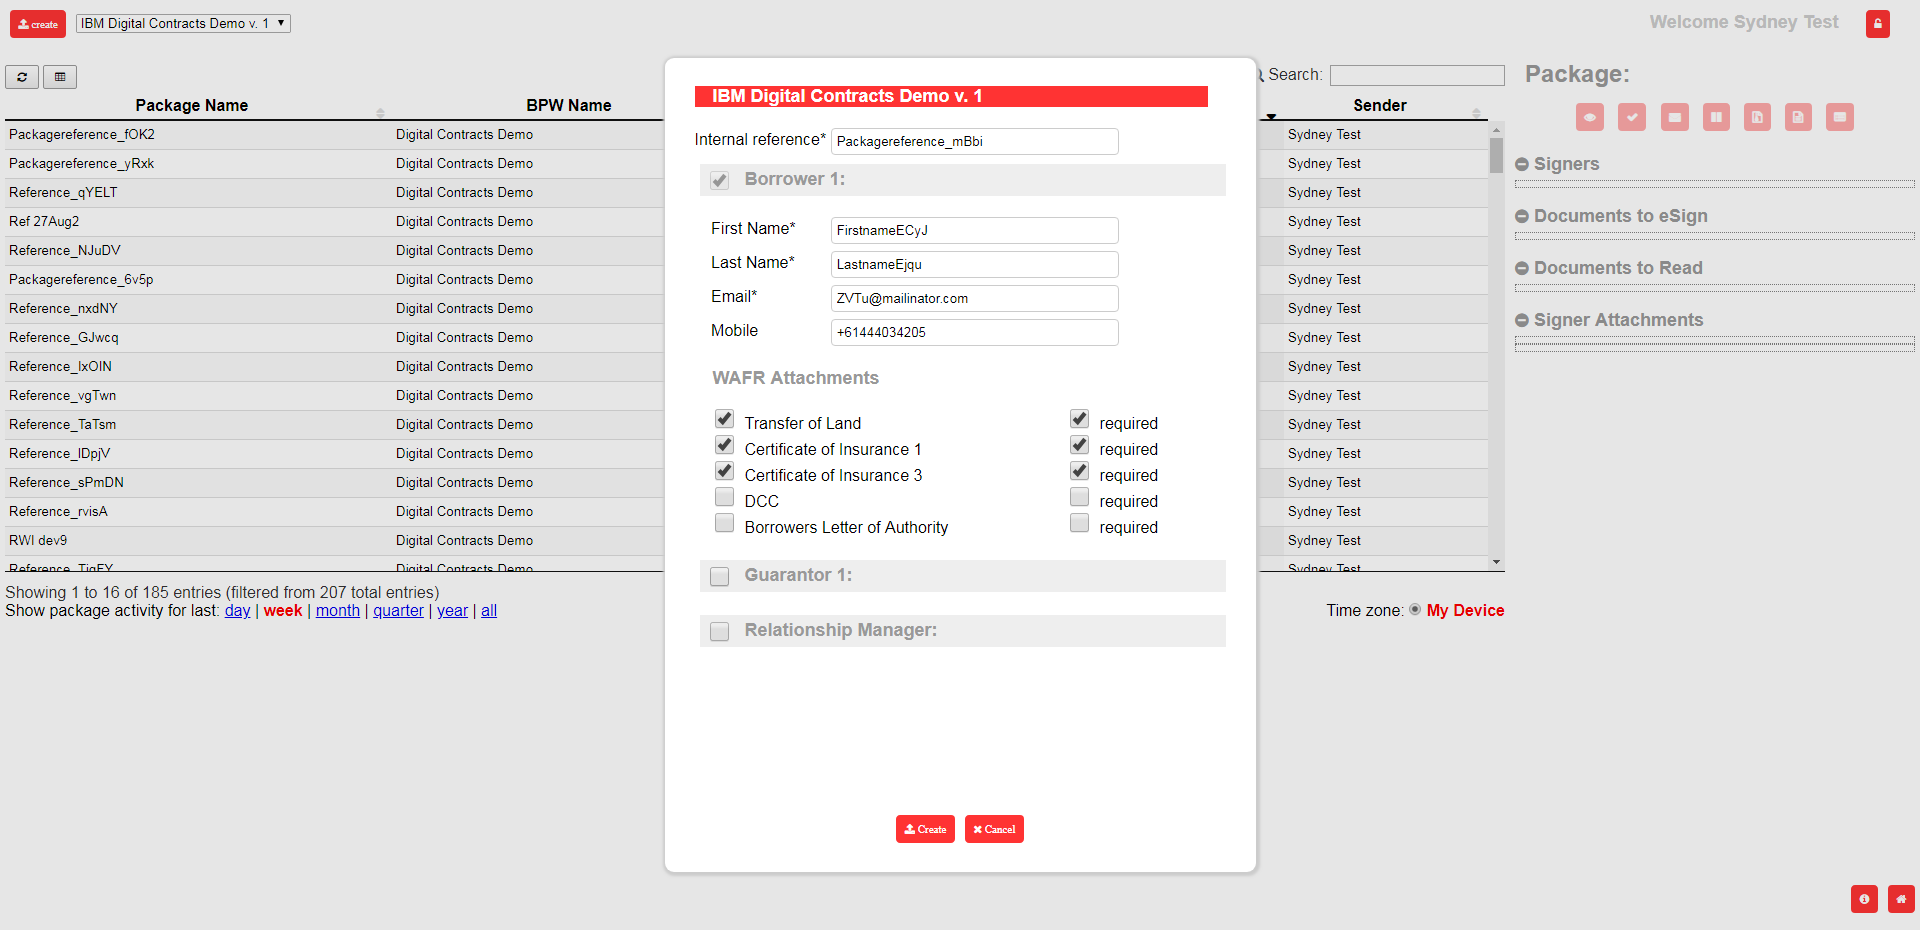 create
IBM Digital Contracts Demo v. 1
Welcome Sydney Test
Search:
Package:
Package Name
BPW Name
Sender
Packagereference_fOK2
Digital Contracts Demo
Sydney Test
Packagereference_yRxk
Digital Contracts Demo
Sydney Test
Reference_qYELT
Digital Contracts Demo
Sydney Test
Ref 27Aug2
Digital Contracts Demo
Sydney Test
Reference_NJuDV
Digital Contracts Demo
Sydney Test
Packagereference_6v5p
Digital Contracts Demo
Sydney Test
Reference_nxdNY
Digital Contracts Demo
Sydney Test
Reference_GJwcq
Digital Contracts Demo
Sydney Test
Reference_IxOIN
Digital Contracts Demo
Sydney Test
Reference_vgTwn
Digital Contracts Demo
Sydney Test
Reference_TaTsm
Digital Contracts Demo
Sydney Test
Reference_lDpjV
Digital Contracts Demo
Sydney Test
Reference_sPmDN
Digital Contracts Demo
Sydney Test
Reference_rvisA
Digital Contracts Demo
Sydney Test
RWI dev9
Digital Contracts Demo
Sydney Test
Digital Contracts Demo
Sydney Test
Showing 1 to 16 of 185 entries (filtered from 207 total entries)
Show package activity for last: day | week | month | quarter | year | all
Time zone: My Device
IBM Digital Contracts Demo v. 1
Internal reference* Packagereference_mBbi
Borrower 1:
First Name* FirstnameECyJ
Last Name* LastnameEjqu
Email* ZVTu@mailinator.com
Mobile +61444034205
WAFR Attachments
Transfer of Land required
Certificate of Insurance 1 required
Certificate of Insurance 3 required
DCC required
Borrowers Letter of Authority required
Guarantor 1:
Relationship Manager:
Create
Cancel
Signers
Documents to eSign
Documents to Read
Signer Attachments